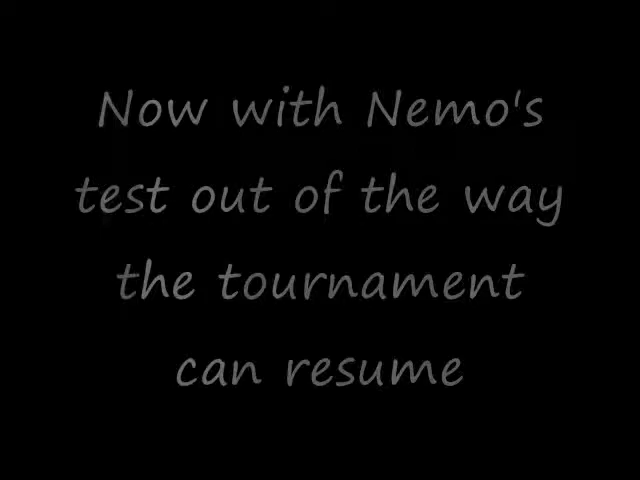 Now with Nemo's
test out of the way
the tournament
can resume